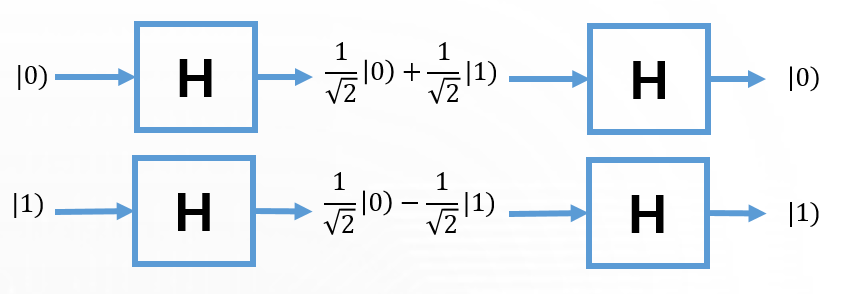 |0) H 1/√2 |0) + 1/√2 |1) H |0)
|1) H 1/√2 |0) − 1/√2 |1) H |1)